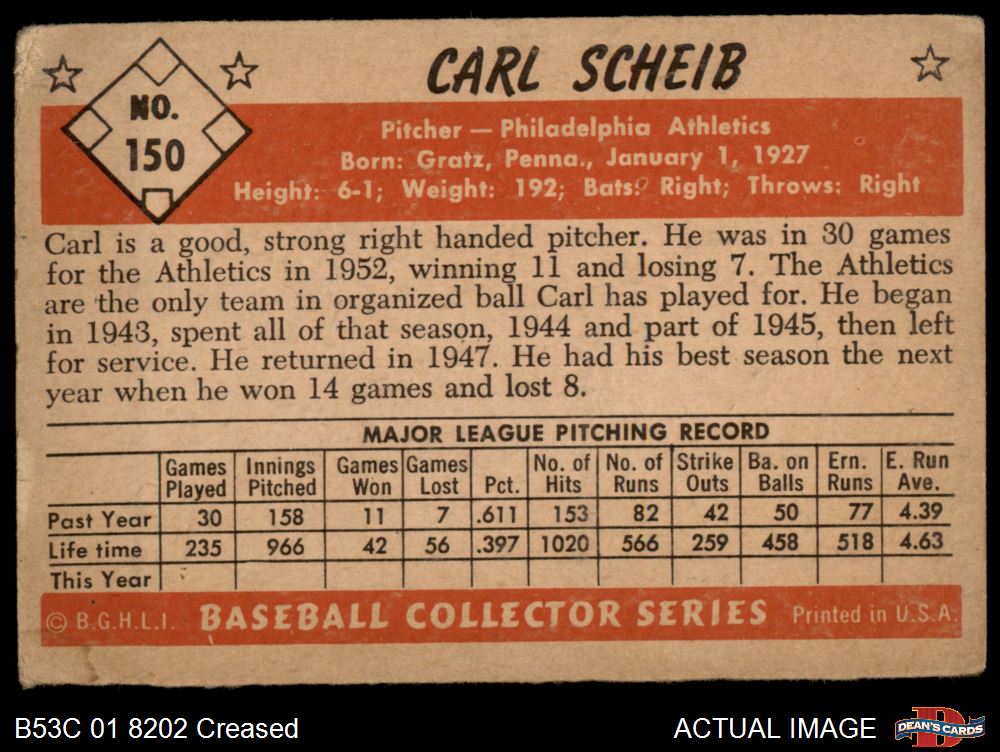 CARL SCHEIB
NO.
150
Pitcher — Philadelphia Athletics
Born: Gratz, Penna., January 1, 1927
Height: 6-1; Weight: 192; Bats: Right; Throws: Right
Carl is a good, strong right handed pitcher. He was in 30 games
for the Athletics in 1952, winning 11 and losing 7. The Athletics
are the only team in organized ball Carl has played for. He began
in 1943, spent all of that season, 1944 and part of 1945, then left
for service. He returned in 1947. He had his best season the next
year when he won 14 games and lost 8.
MAJOR LEAGUE PITCHING RECORD
Games Played Innings Pitched Games Won Games Lost Pct. No. of Hits No. of Runs Strike Outs Ba. on Balls Ern. Runs E. Run Ave.
Past Year 30 158 11 7 .611 153 82 42 50 77 4.39
Life time 235 966 42 56 .397 1020 566 259 458 518 4.63
This Year
© B.G.H.L.I. BASEBALL COLLECTOR SERIES Printed in U.S.A.
B53C 01 8202 Creased ACTUAL IMAGE DEAN'S CARDS